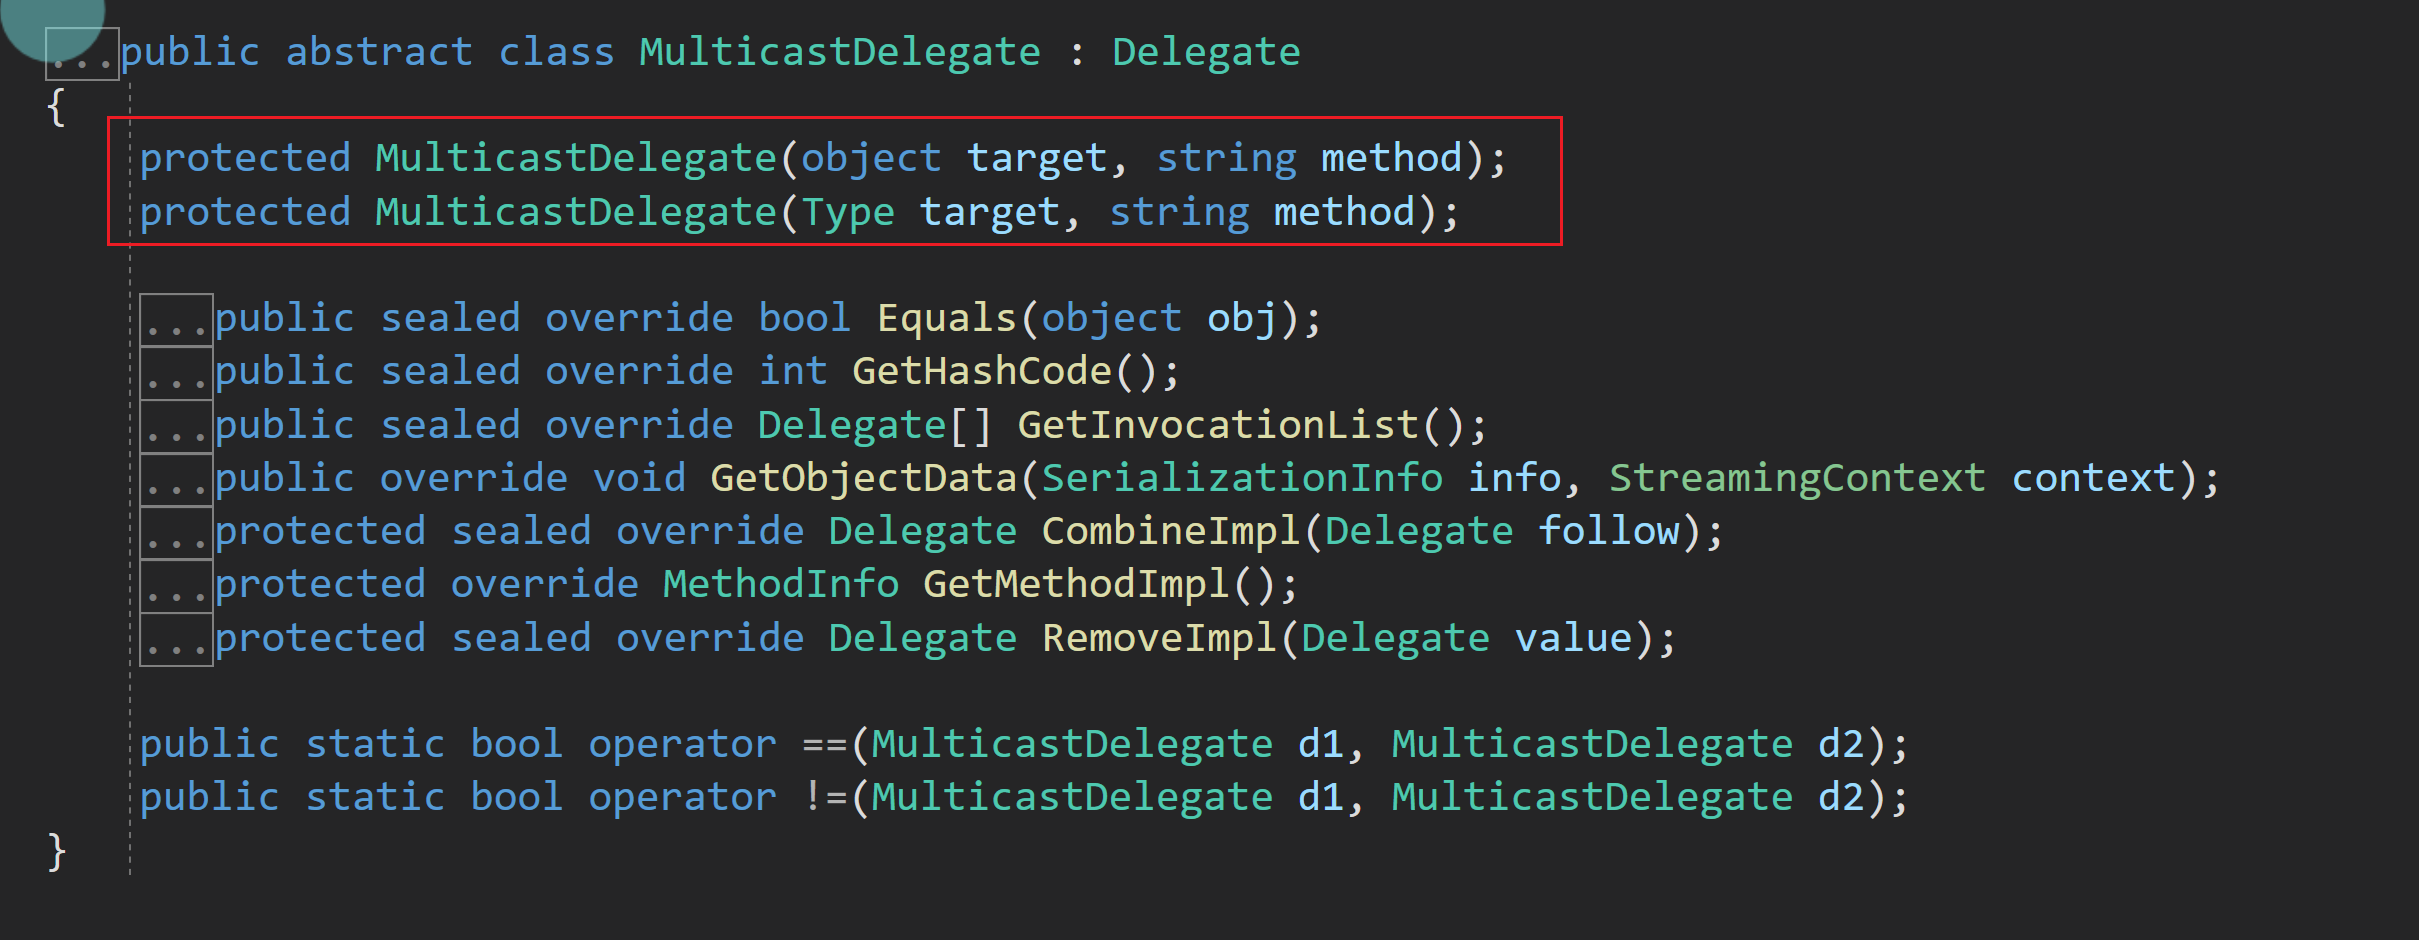 ...public abstract class MulticastDelegate : Delegate
{
protected MulticastDelegate(object target, string method);
protected MulticastDelegate(Type target, string method);
...public sealed override bool Equals(object obj);
...public sealed override int GetHashCode();
...public sealed override Delegate[] GetInvocationList();
...public override void GetObjectData(SerializationInfo info, StreamingContext context);
...protected sealed override Delegate CombineImpl(Delegate follow);
...protected override MethodInfo GetMethodImpl();
...protected sealed override Delegate RemoveImpl(Delegate value);
public static bool operator ==(MulticastDelegate d1, MulticastDelegate d2);
public static bool operator !=(MulticastDelegate d1, MulticastDelegate d2);
}